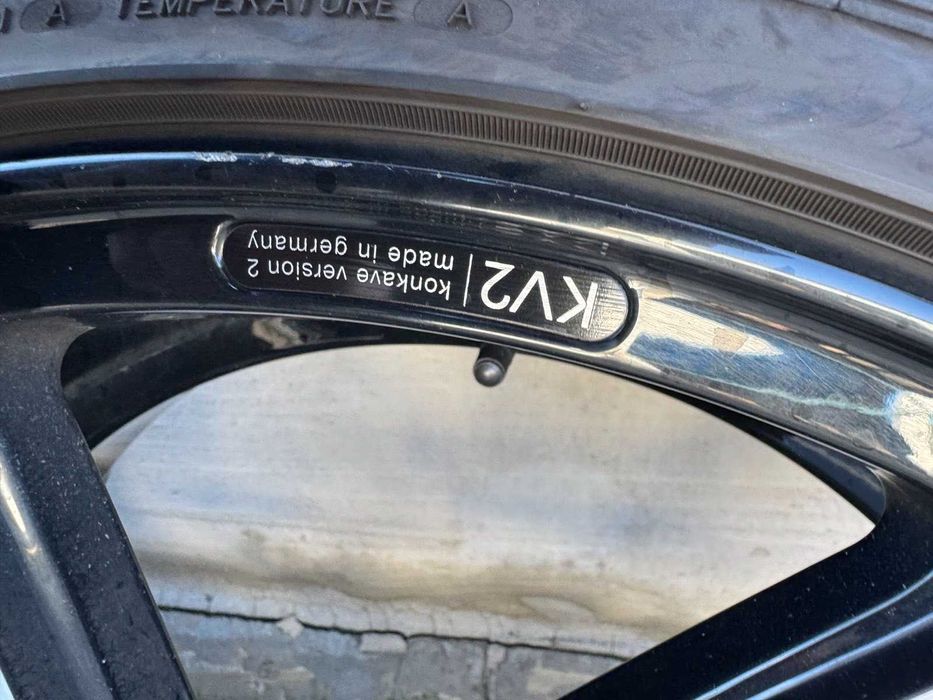 A TEMPERATURE A
KV2
konkave version 2
made in germany